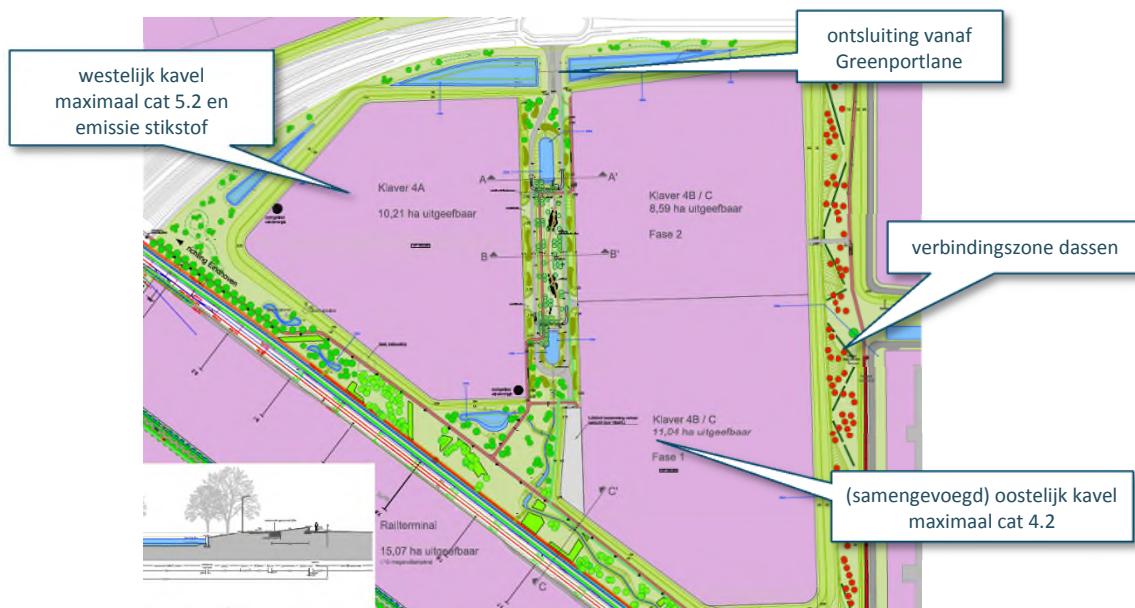 ontsluiting vanaf
Greenportlane
westelijk kavel
maximaal cat 5.2 en
emissie stikstof
Klaver 4A
10,21 ha uitgeefbaar
A
A'
Klaver 4B / C
8,59 ha uitgeefbaar
Fase 2
B
B'
richting Eindhoven
verbindingszone dassen
Klaver 4B / C
11,04 ha uitgeefbaar
Fase 1
(samengevoegd) oostelijk kavel
maximaal cat 4.2
C'
Railterminal
15,07 ha uitgeefbaar
C